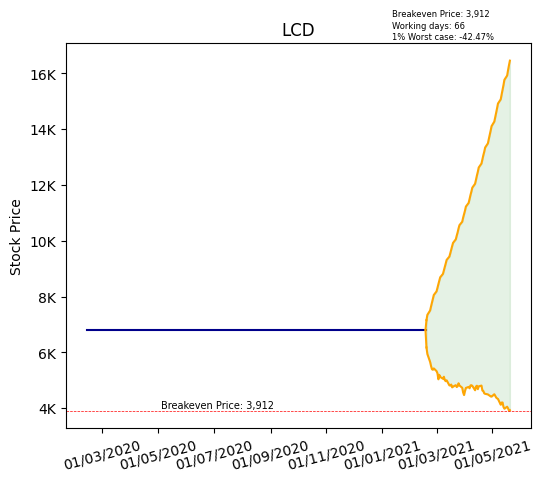 Breakeven Price: 3,912
Working days: 66
1% Worst case: -42.47%
LCD
Stock Price
16K
14K
12K
10K
8K
6K
4K
Breakeven Price: 3,912
01/03/2020
01/05/2020
01/07/2020
01/09/2020
01/11/2020
01/01/2021
01/03/2021
01/05/2021